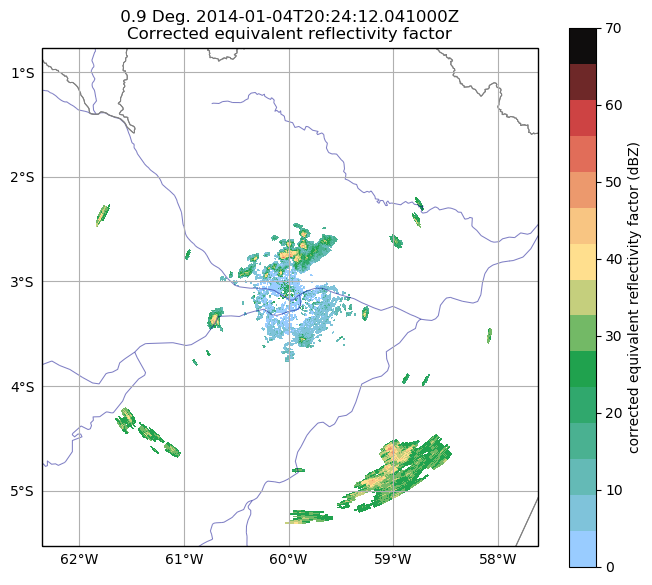 0.9 Deg. 2014-01-04T20:24:12.041000Z
Corrected equivalent reflectivity factor
1°S
2°S
3°S
4°S
5°S
62°W 61°W 60°W 59°W 58°W
70
60
50
40
30
20
10
0
corrected equivalent reflectivity factor (dBZ)